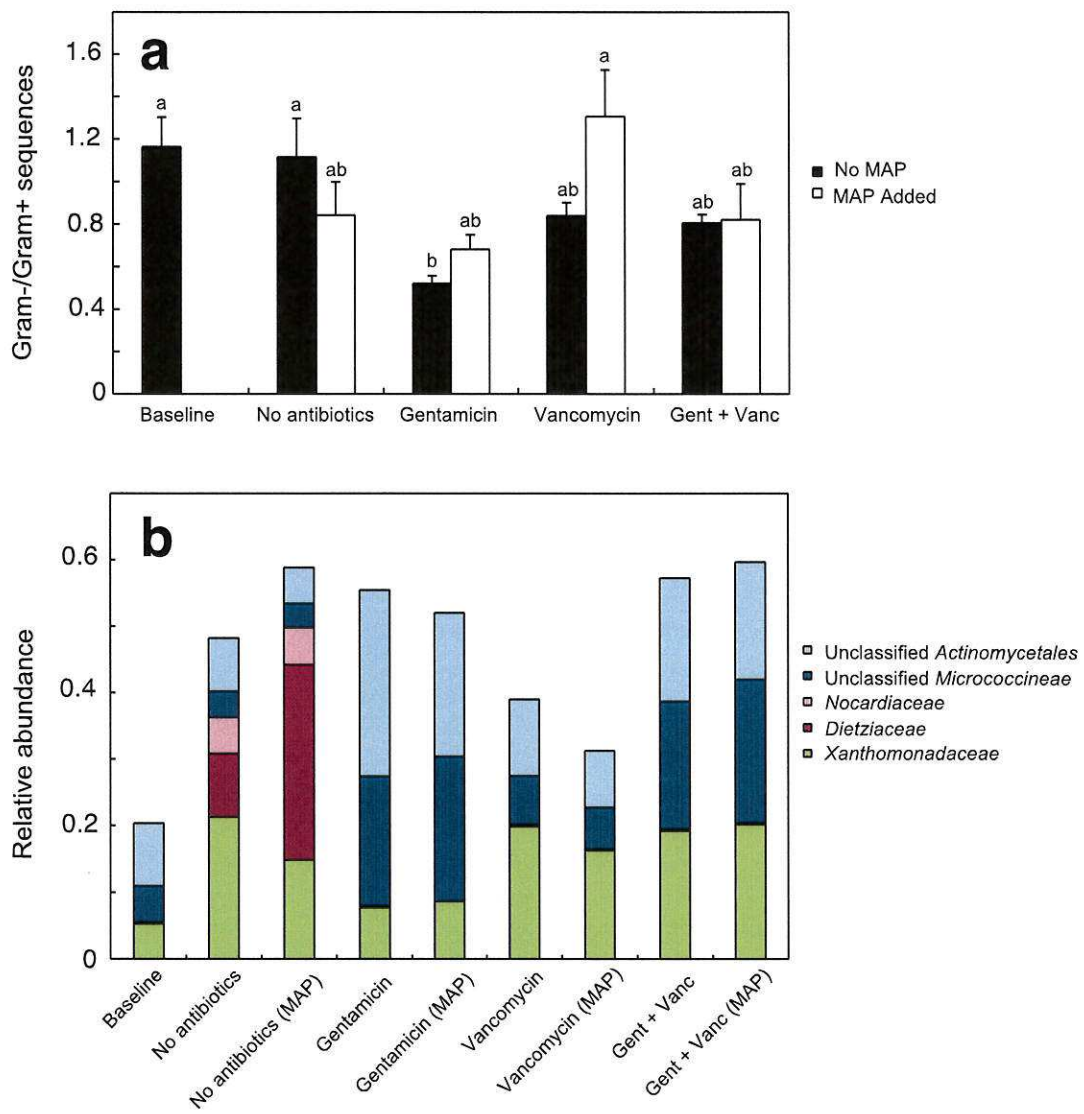 a
Gram-/Gram+ sequences
1.6
1.2
0.8
0.4
0
a
a
ab
b
ab
ab
a
ab
ab
Baseline
No antibiotics
Gentamicin
Vancomycin
Gent + Vanc
No MAP
MAP Added
b
Relative abundance
0.6
0.4
0.2
0
Baseline
No antibiotics
No antibiotics (MAP)
Gentamicin
Gentamicin (MAP)
Vancomycin
Vancomycin (MAP)
Gent + Vanc
Gent + Vanc (MAP)
Unclassified Actinomycetales
Unclassified Micrococcineae
Nocardiaceae
Dietziaceae
Xanthomonadaceae